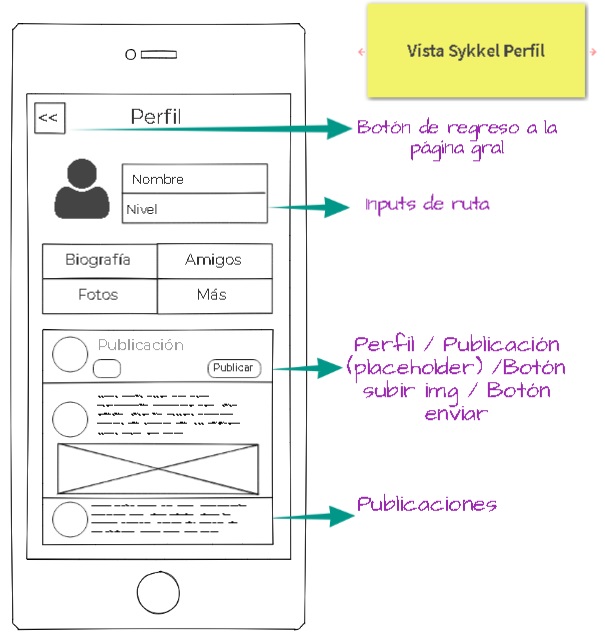 Vista Sykkel Perfil
<< Perfil
Botón de regreso a la
página gral
Nombre
Nivel
Inputs de ruta
Biografía Amigos
Fotos Más
Publicación
Publicar
Perfil / Publicación
(placeholder) /Botón
subir img / Botón
enviar
Publicaciones